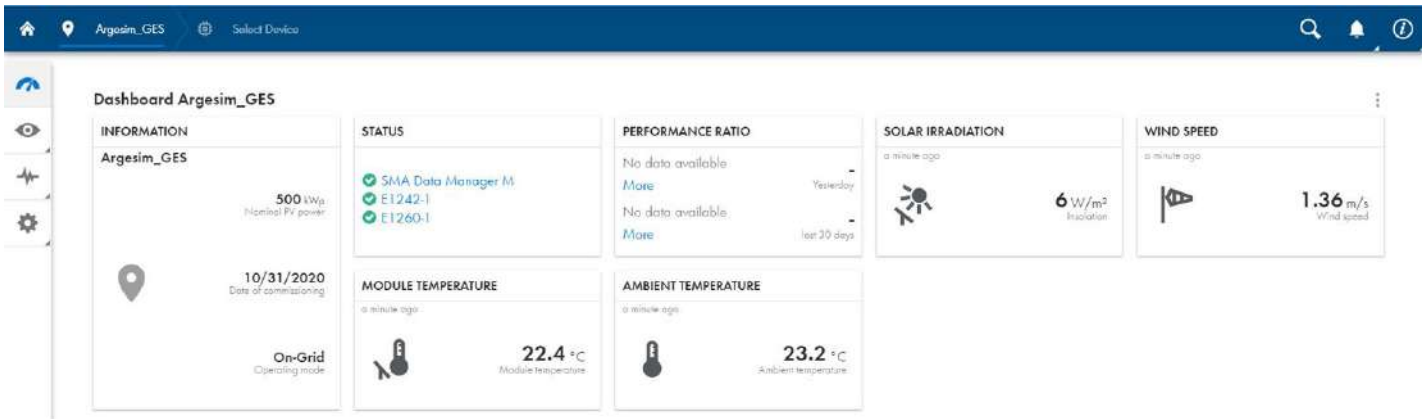 Argesim_GES
Select Device
Dashboard Argesim_GES
INFORMATION
Argesim_GES
500 kWp
Nominal PV power
10/31/2020
Date of commissioning
On-Grid
Operating mode
STATUS
SMA Data Manager M
E1242-1
E1260-1
PERFORMANCE RATIO
No data available
-
More
Yesterday
No data available
-
More
last 30 days
SOLAR IRRADIATION
a minute ago
6 W/m²
Insolation
WIND SPEED
a minute ago
1.36 m/s
Wind speed
MODULE TEMPERATURE
a minute ago
22.4 °C
Module temperature
AMBIENT TEMPERATURE
a minute ago
23.2 °C
Ambient temperature